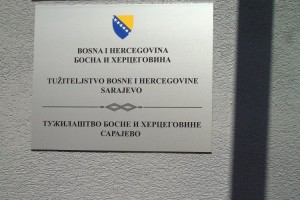 BOSNA I HERCEGOVINA
БОСНА И ХЕРЦЕГОВИНА
TUŽITELJSTVO BOSNE I HERCEGOVINE
SARAJEVO
ТУЖИЛАШТВО БОСНЕ И ХЕРЦЕГОВИНЕ
САРАЈЕВО